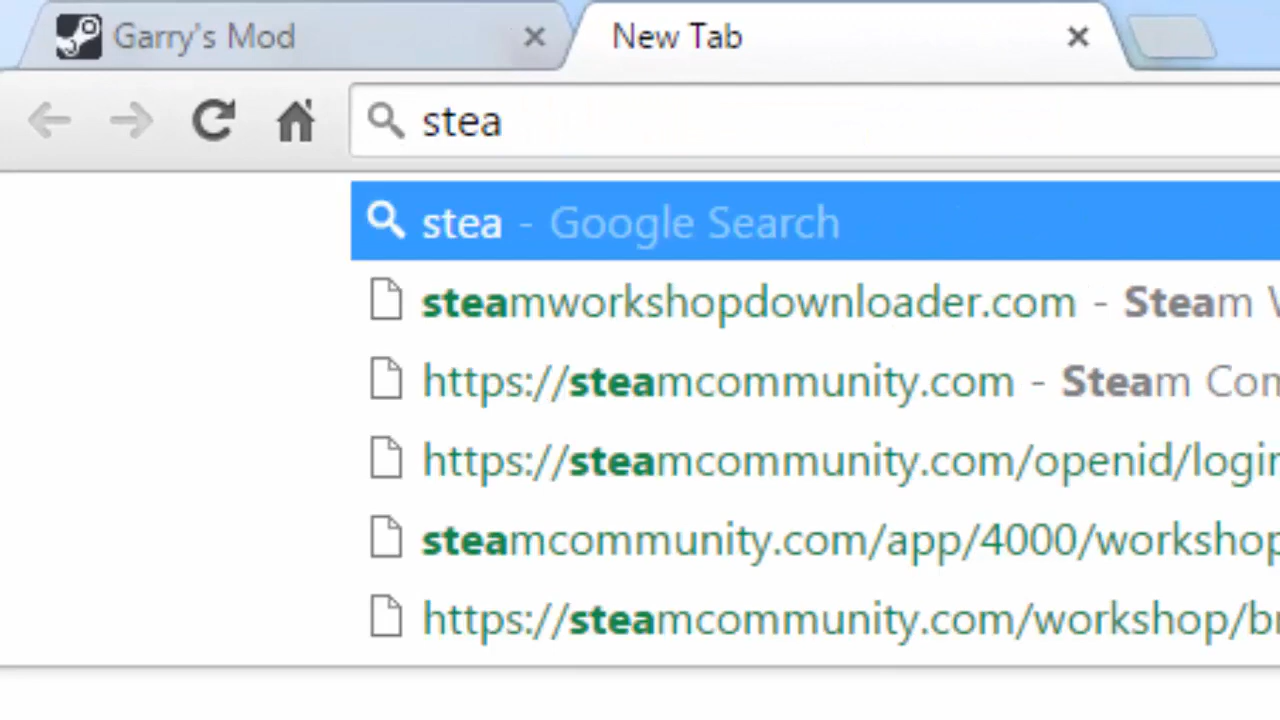 Garry's Mod New Tab
stea
stea - Google Search
steamworkshopdownloader.com - Steam
https://steamcommunity.com - Steam
https://steamcommunity.com/openid/login
steamcommunity.com/app/4000/workshop
https://steamcommunity.com/workshop/